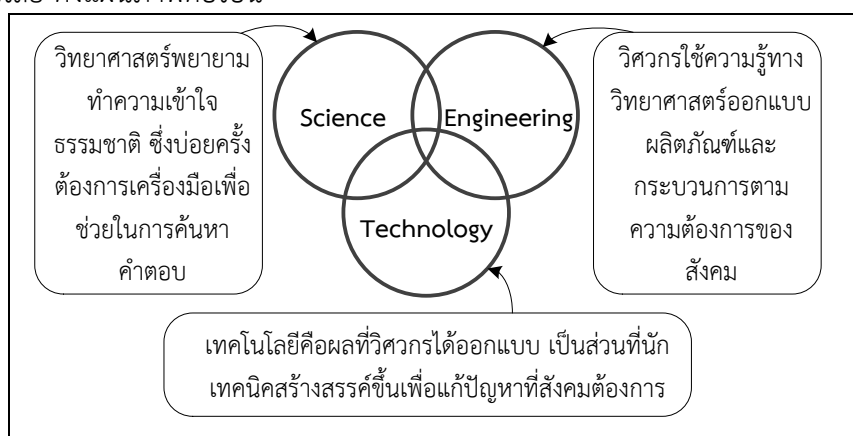 วิทยาศาสตร์พยายาม
ทำความเข้าใจ
ธรรมชาติ ซึ่งบ่อยครั้ง
ต้องการเครื่องมือเพื่อ
ช่วยในการค้นหา
คำตอบ
Science
Engineering
Technology
วิศวกรใช้ความรู้ทาง
วิทยาศาสตร์ออกแบบ
ผลิตภัณฑ์และ
กระบวนการตาม
ความต้องการของ
สังคม
เทคโนโลยีคือผลที่วิศวกรได้ออกแบบ เป็นส่วนที่นัก
เทคนิคสร้างสรรค์ขึ้นเพื่อแก้ปัญหาที่สังคมต้องการ